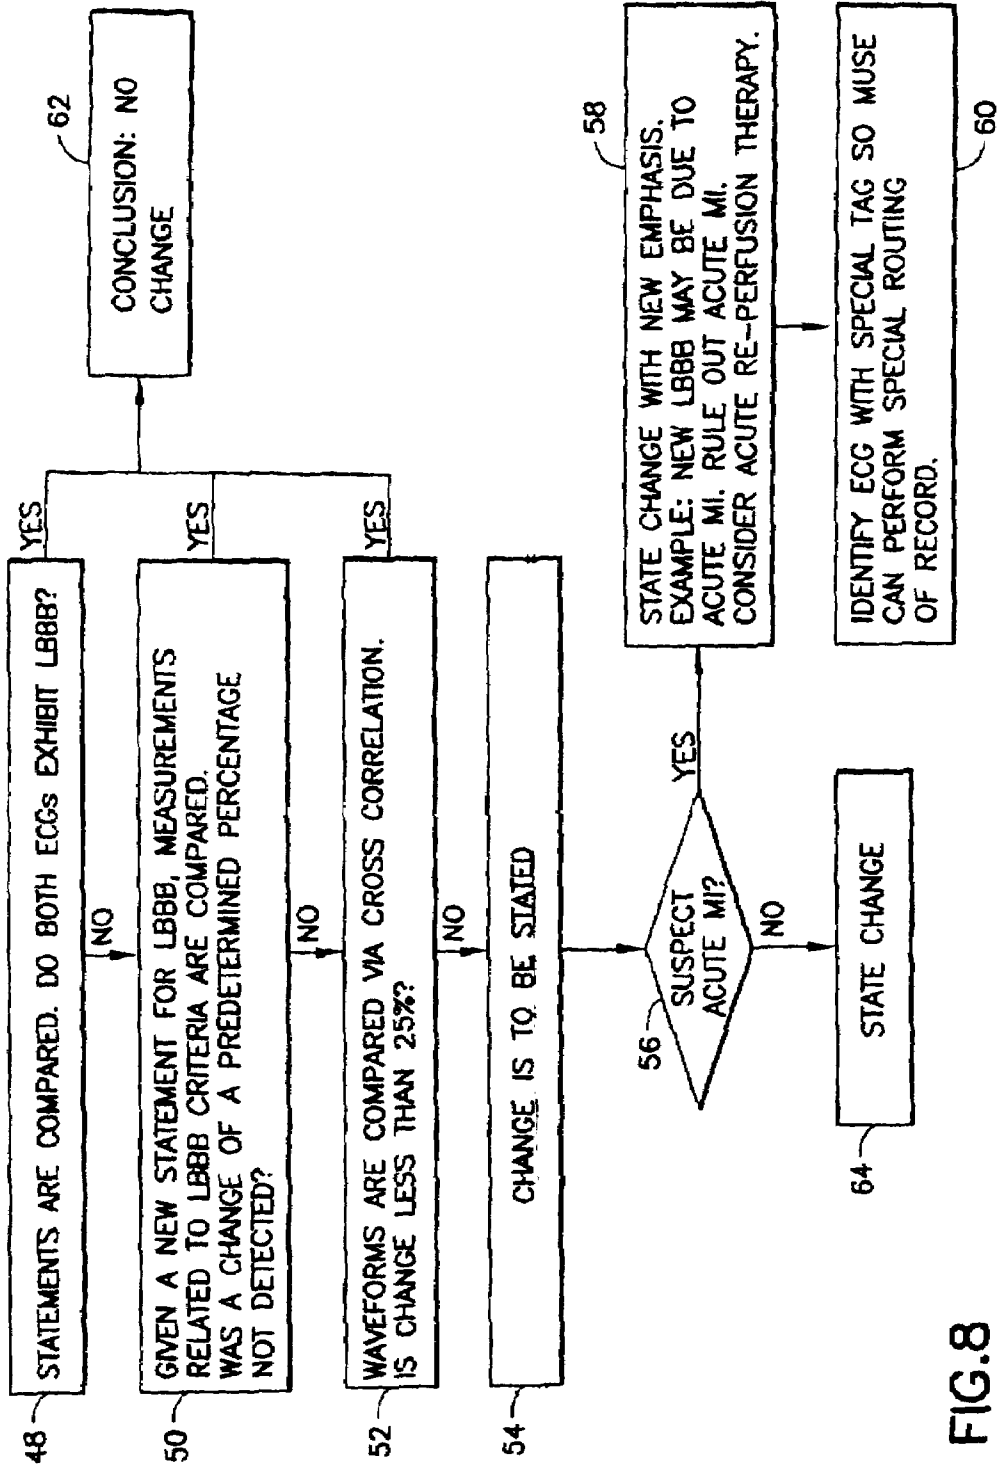 48
STATEMENTS ARE COMPARED. DO BOTH ECGs EXHIBIT LBBB?
YES
NO
50
GIVEN A NEW STATEMENT FOR LBBB, MEASUREMENTS
RELATED TO LBBB CRITERIA ARE COMPARED.
WAS A CHANGE OF A PREDETERMINED PERCENTAGE
NOT DETECTED?
YES
NO
52
WAVEFORMS ARE COMPARED VIA CROSS CORRELATION.
IS CHANGE LESS THAN 25%?
YES
NO
62
CONCLUSION: NO
CHANGE
54
CHANGE IS TO BE STATED
56
SUSPECT
ACUTE MI?
YES
NO
58
STATE CHANGE WITH NEW EMPHASIS.
EXAMPLE: NEW LBBB MAY BE DUE TO
ACUTE MI. RULE OUT ACUTE MI.
CONSIDER ACUTE RE-PERFUSION THERAPY.
60
IDENTIFY ECG WITH SPECIAL TAG SO MUSE
CAN PERFORM SPECIAL ROUTING
OF RECORD.
64
STATE CHANGE
FIG.8